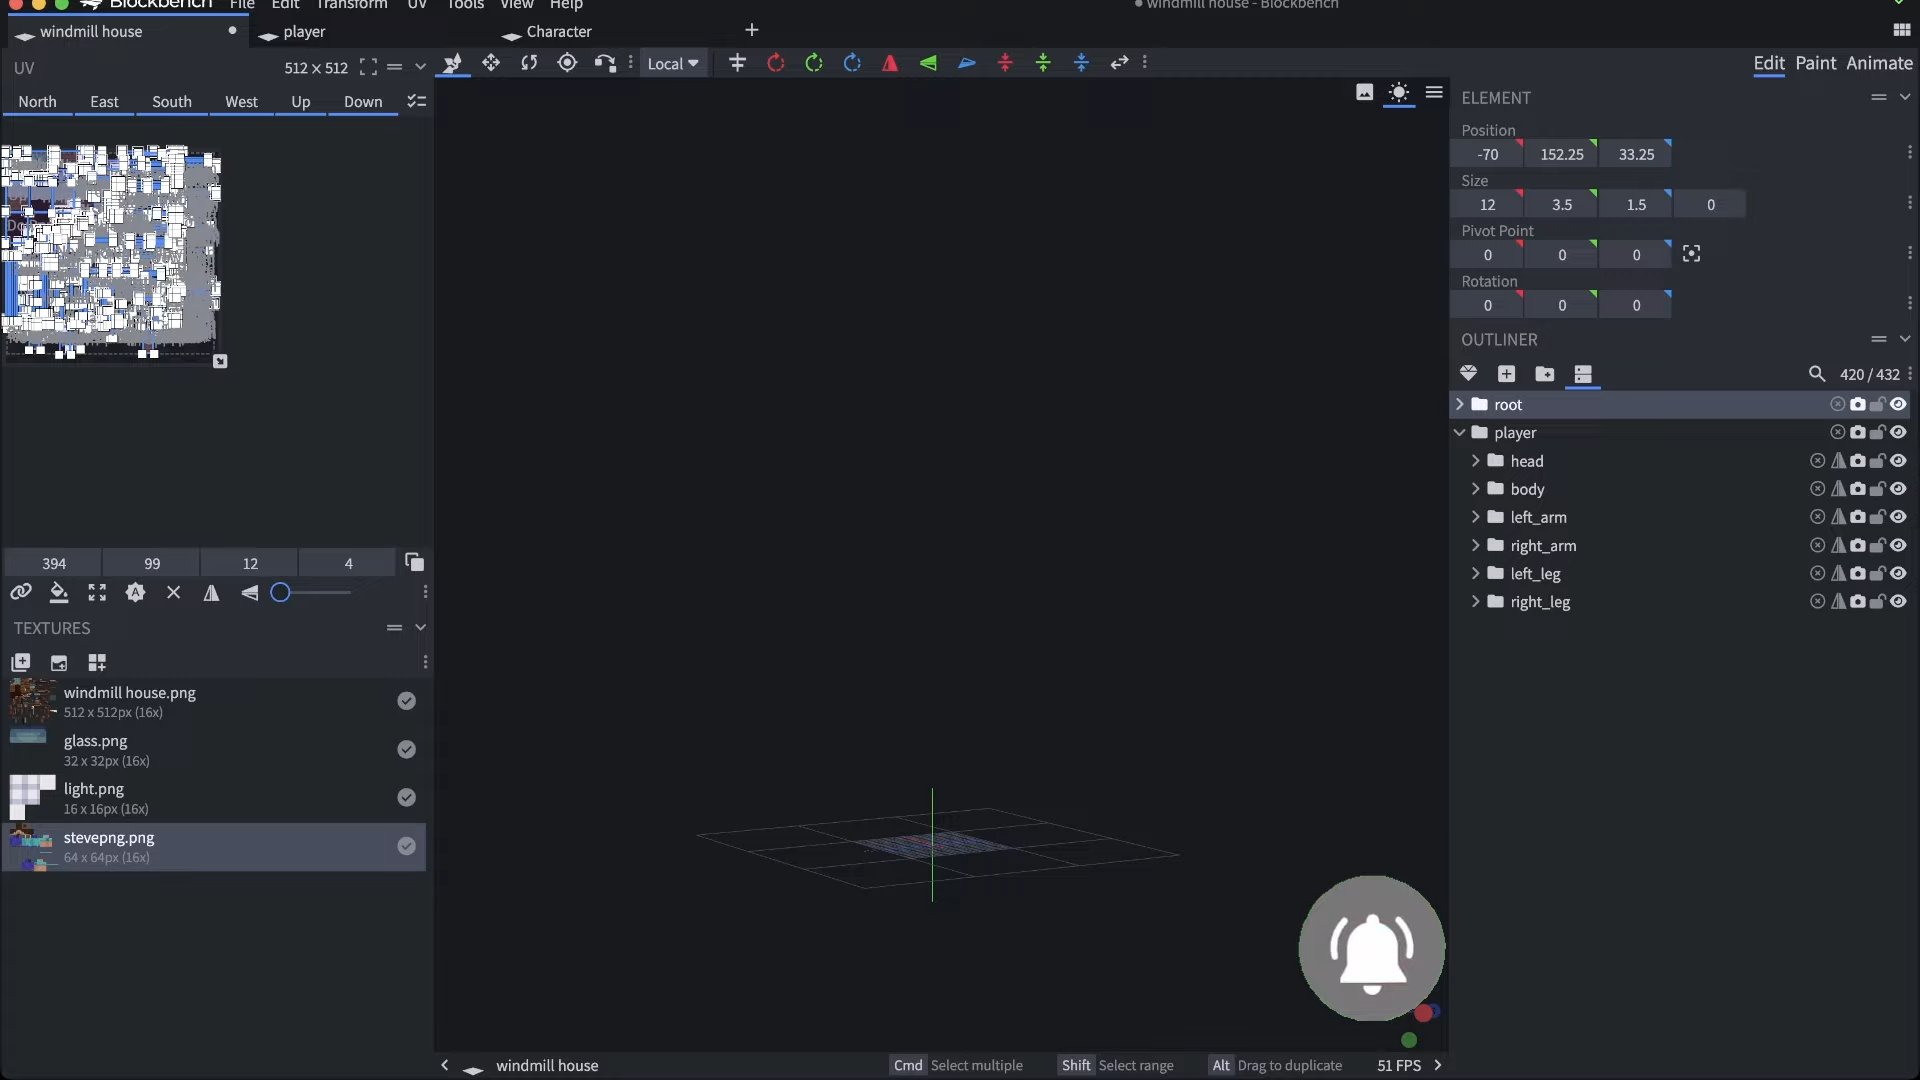 Blockbench File Edit Transform UV Tools View Help
windmill house - Blockbench
windmill house
player
Character
UV
512 × 512
Local
Edit Paint Animate
North East South West Up Down
ELEMENT
Position
-70 152.25 33.25
Size
12 3.5 1.5 0
Pivot Point
0 0 0
Rotation
0 0 0
OUTLINER
420 / 432
root
player
head
body
left_arm
right_arm
left_leg
right_leg
394 99 12 4
TEXTURES
windmill house.png
512 x 512px (16x)
glass.png
32 x 32px (16x)
light.png
16 x 16px (16x)
stevepng.png
64 x 64px (16x)
windmill house
Cmd Select multiple
Shift Select range
Alt Drag to duplicate
51 FPS